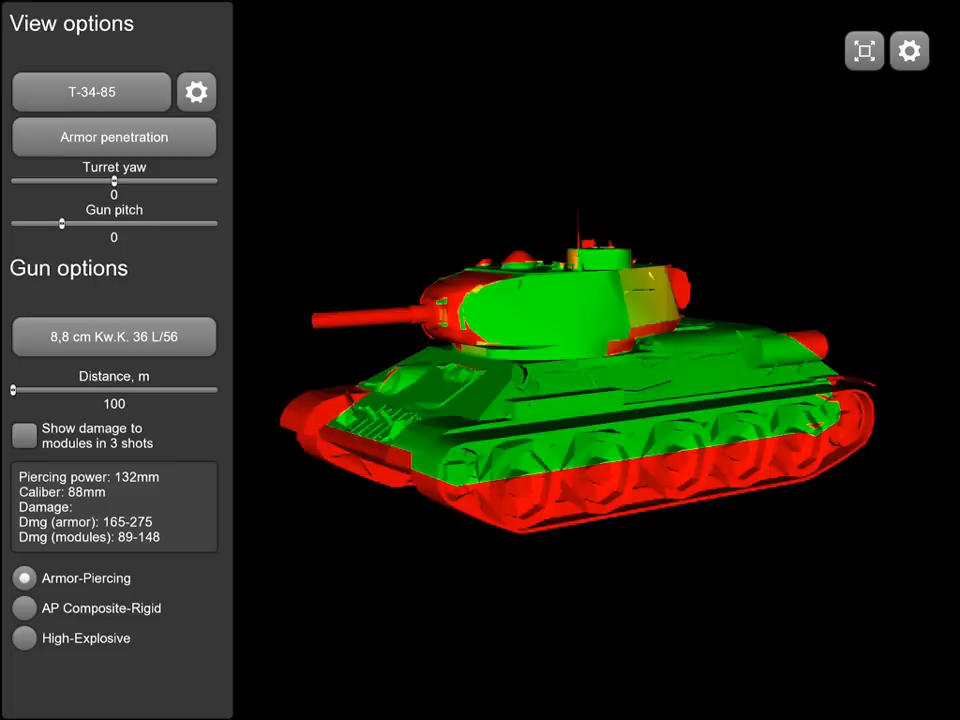 View options
T-34-85
Armor penetration
Turret yaw
0
Gun pitch
0
Gun options
8,8 cm Kw.K. 36 L/56
Distance, m
100
Show damage to
modules in 3 shots
Piercing power: 132mm
Caliber: 88mm
Damage:
Dmg (armor): 165-275
Dmg (modules): 89-148
Armor-Piercing
AP Composite-Rigid
High-Explosive